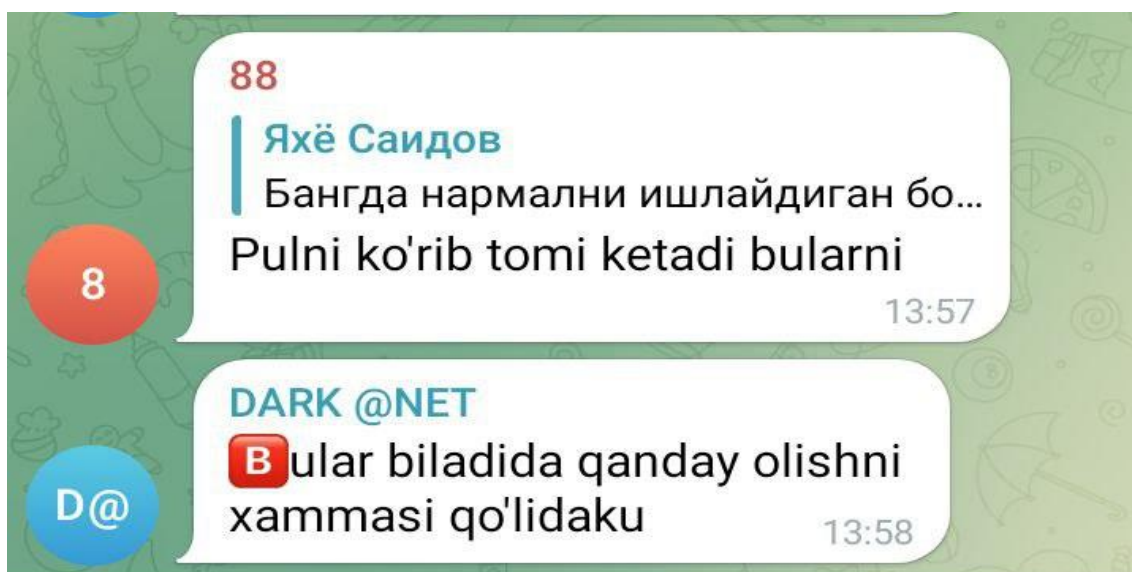 88
Яхё Саидов
Бангда нармални ишлайдиган бо...
Pulni ko'rib tomi ketadi bularni
8
13:57
DARK @NET
🅱ular biladida qanday olishni
D@
xammasi qo'lidaku
13:58